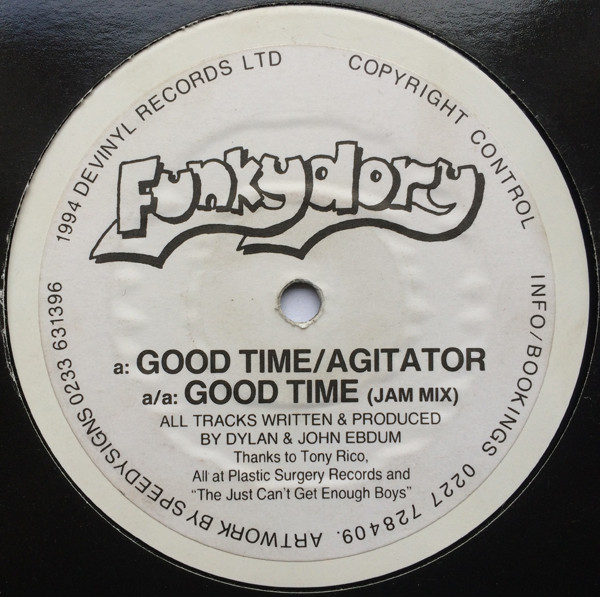 Funkydory
a: GOOD TIME/AGITATOR
a/a: GOOD TIME (JAM MIX)
ALL TRACKS WRITTEN & PRODUCED
BY DYLAN & JOHN EBDUM
Thanks to Tony Rico,
All at Plastic Surgery Records and
“The Just Can't Get Enough Boys”
1994 DEVINYL RECORDS LTD
COPYRIGHT CONTROL
INFO/BOOKINGS 0227 728409. ARTWORK BY SPEEDYSIGNS 0233 631396